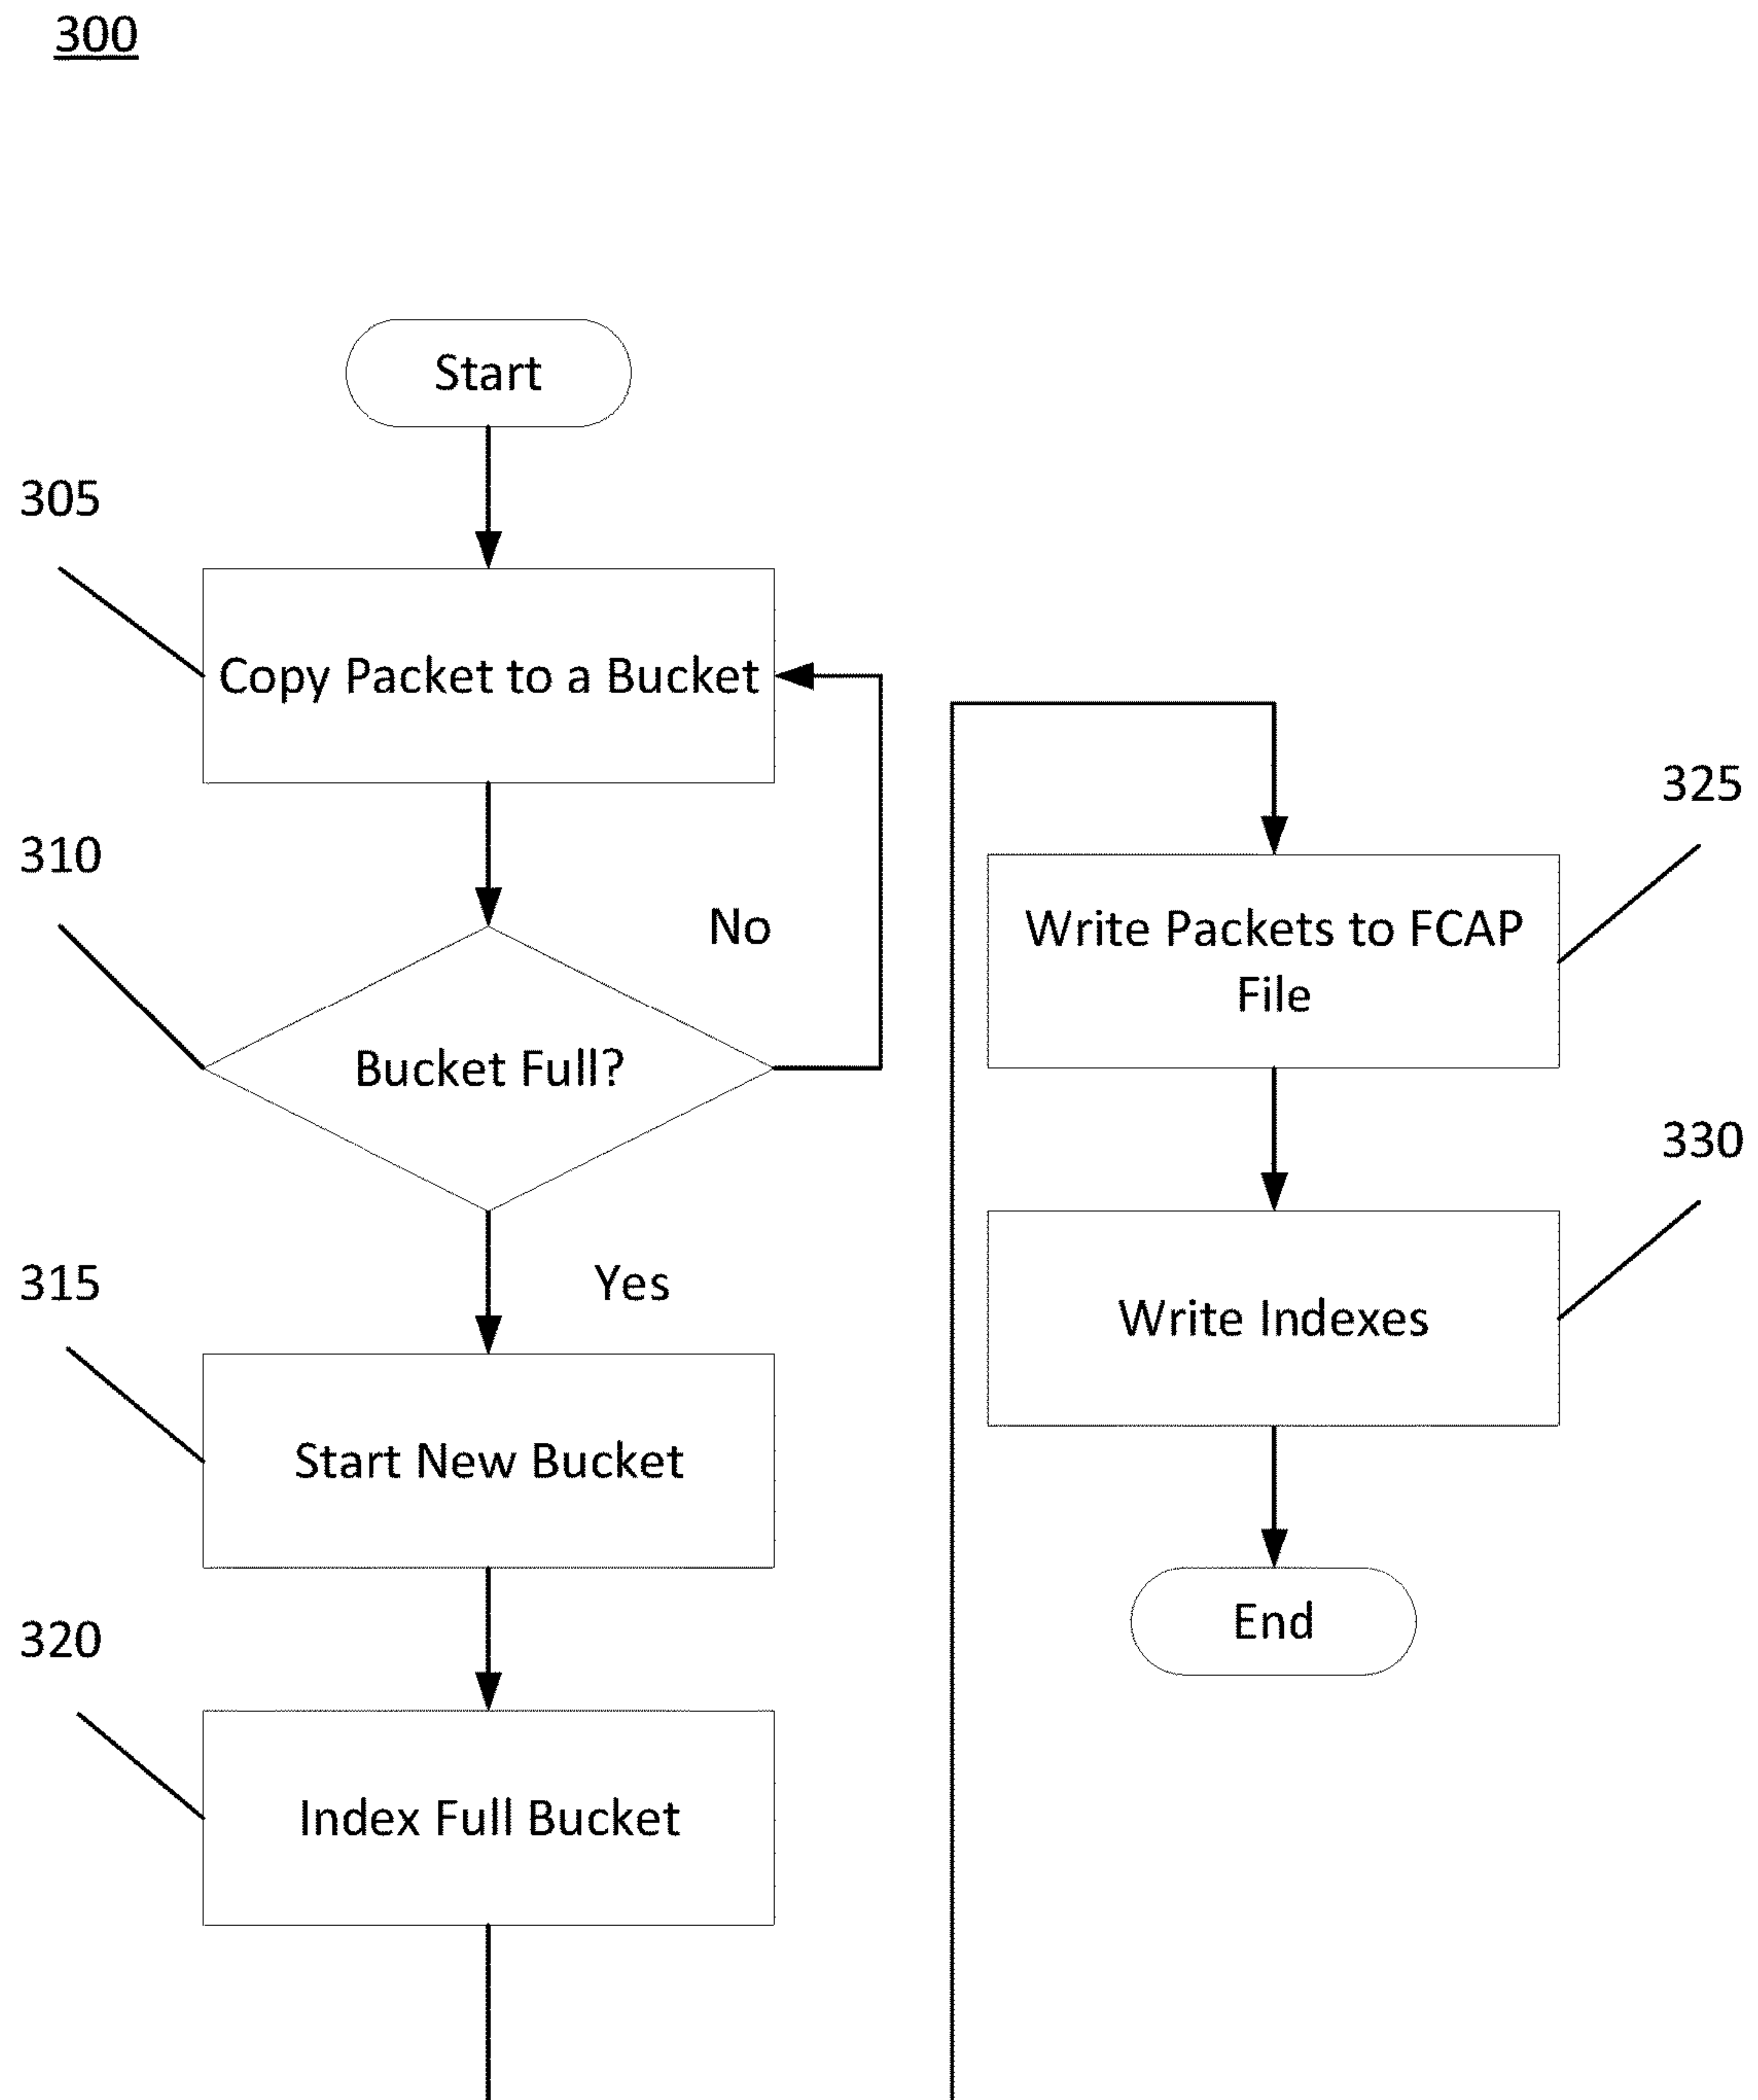 300
Start
305
Copy Packet to a Bucket
310
No
Bucket Full?
Yes
315
Start New Bucket
320
Index Full Bucket
325
Write Packets to FCAP
File
330
Write Indexes
End